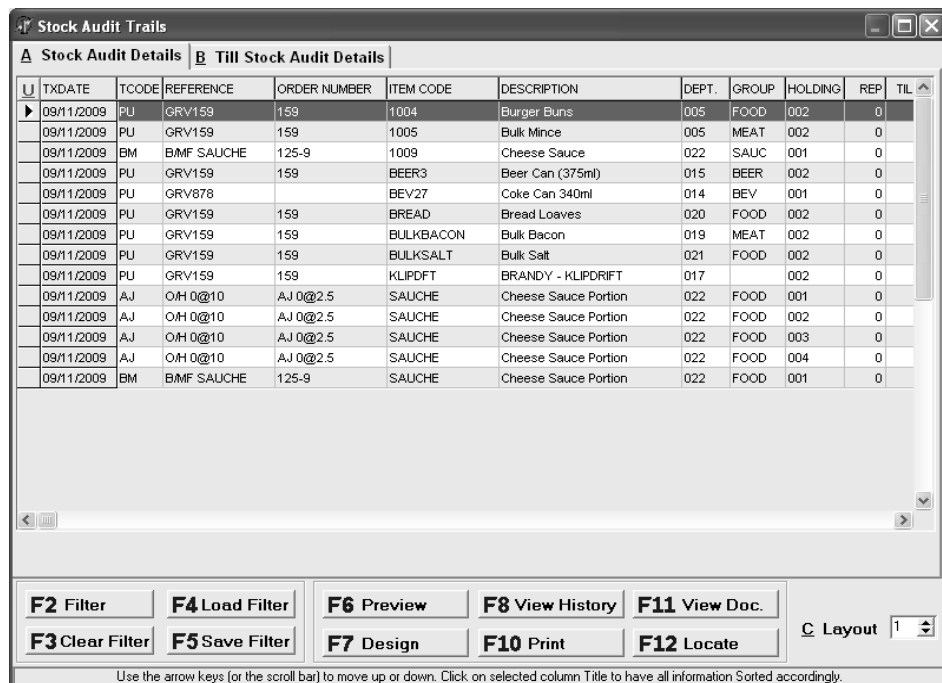 Stock Audit Trails
A Stock Audit Details B Till Stock Audit Details
U TXDATE TCODE REFERENCE ORDER NUMBER ITEM CODE DESCRIPTION DEPT. GROUP HOLDING REP TIL
09/11/2009 PU GRV159 159 1004 Burger Buns 005 FOOD 002 0
09/11/2009 PU GRV159 159 1005 Bulk Mince 005 MEAT 002 0
09/11/2009 BM B/MF SAUCHE 125-9 1009 Cheese Sauce 022 SAUC 001 0
09/11/2009 PU GRV159 159 BEER3 Beer Can (375ml) 015 BEER 002 0
09/11/2009 PU GRV878 BEV27 Coke Can 340ml 014 BEV 001 0
09/11/2009 PU GRV159 159 BREAD Bread Loaves 020 FOOD 002 0
09/11/2009 PU GRV159 159 BULKBACON Bulk Bacon 019 MEAT 002 0
09/11/2009 PU GRV159 159 BULKSALT Bulk Salt 021 FOOD 002 0
09/11/2009 PU GRV159 159 KLIPDFT BRANDY - KLIPDRIFT 017 002 0
09/11/2009 AJ O/H 0@10 AJ 0@2.5 SAUCHE Cheese Sauce Portion 022 FOOD 001 0
09/11/2009 AJ O/H 0@10 AJ 0@2.5 SAUCHE Cheese Sauce Portion 022 FOOD 002 0
09/11/2009 AJ O/H 0@10 AJ 0@2.5 SAUCHE Cheese Sauce Portion 022 FOOD 003 0
09/11/2009 AJ O/H 0@10 AJ 0@2.5 SAUCHE Cheese Sauce Portion 022 FOOD 004 0
09/11/2009 BM B/MF SAUCHE 125-9 SAUCHE Cheese Sauce Portion 022 FOOD 001 0
F2 Filter F4 Load Filter F6 Preview F8 View History F11 View Doc.
C Layout 1
F3 Clear Filter F5 Save Filter F7 Design F10 Print F12 Locate
Use the arrow keys (or the scroll bar) to move up or down. Click on selected column Title to have all information Sorted accordingly.